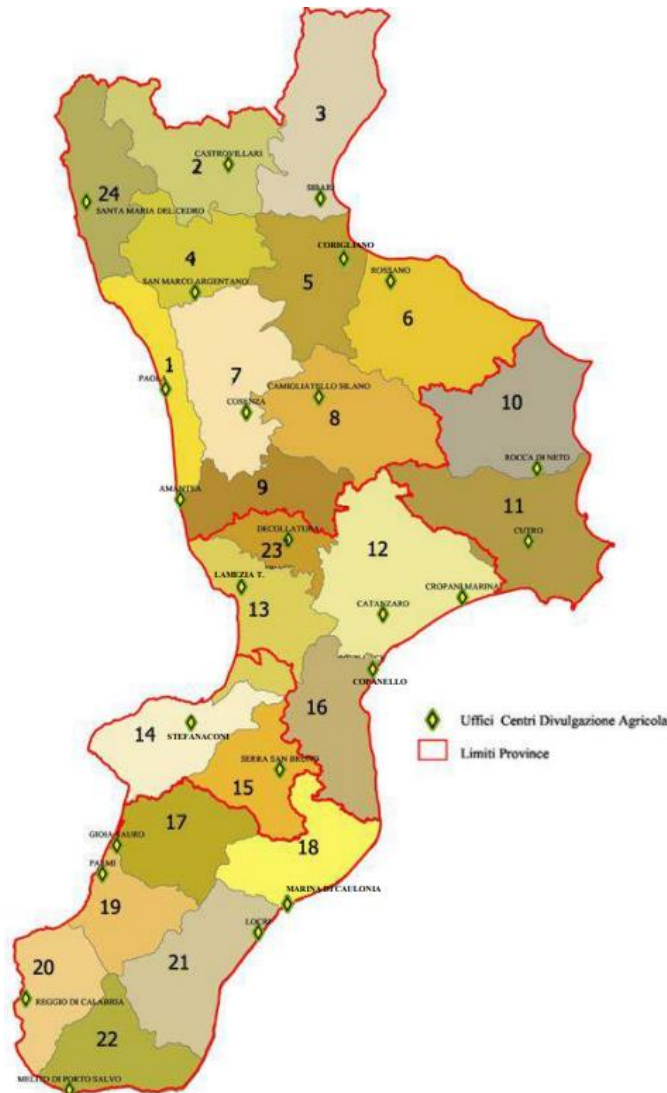 3
CASTROVILLARI
2
24
SIBARI
SANTA MARIA DEL CEDRO
CORIGLIANO
4
ROSSANO
SAN MARCO ARGENTANO
5
6
1
7
PAOLA
CAMIGLIATELLO SILANO
10
COSENZA
8
ROCCA DI NETO
9
AMANTEA
11
DECOLLATURA
CUTRO
23
12
LAMEZIA T.
CROPANI MARINA
13
CATANZARO
COPANELLO
16
Uffici Centri Divulgazione Agricola
14
STEFANACONI
Limiti Province
SERRA SAN BRUNO
15
17
GIOIA TAURO
18
PALMI
MARINA DI CAULONIA
19
LOCRI
21
20
REGGIO DI CALABRIA
22
MELITO DI PORTO SALVO